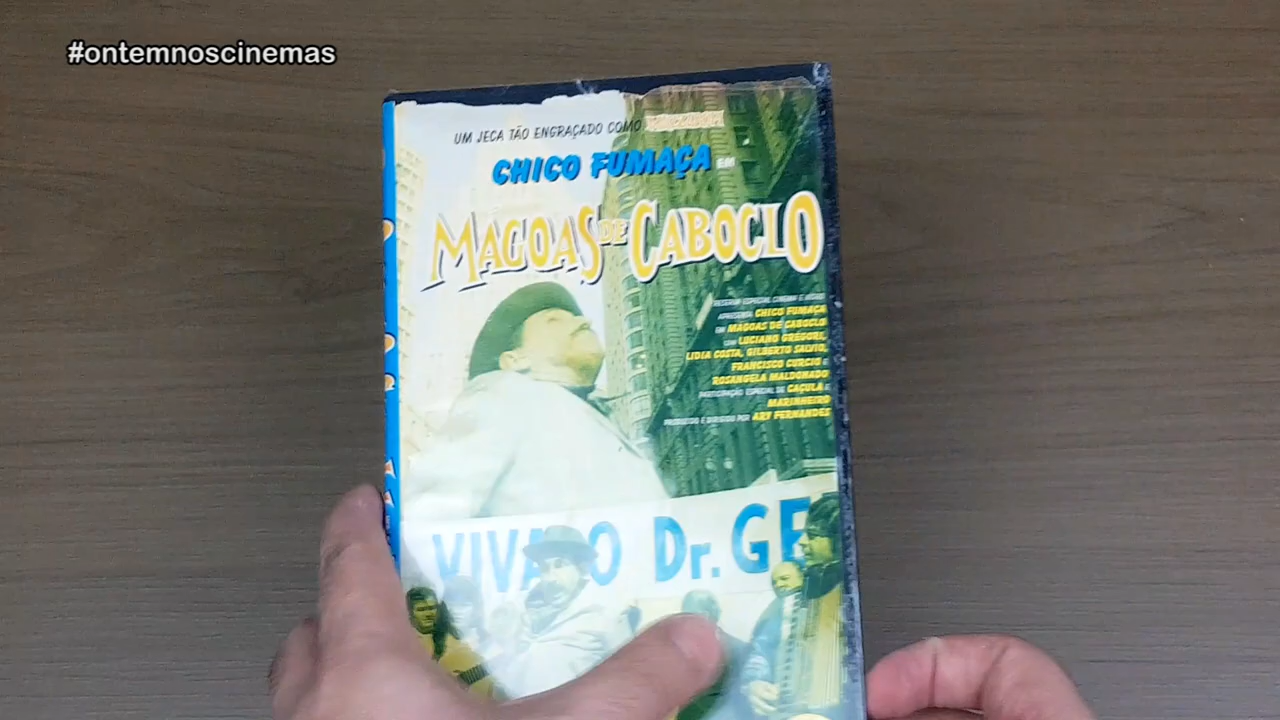 #ontemnoscinemas
UM JECA TÃO ENGRAÇADO COMO
CHICO FUMAÇA EM
MAGOAS DE CABOCLO
APRESENTA CHICO FUMAÇA
EM MAGOAS DE CABOCLO
COM LUCIANO GREGORI,
LIDIA COSTA, GILBERTO SALVIO,
FRANCISCO CURCIO E
ROSANGELA MALDONADO
PARTICIPAÇÃO ESPECIAL DE CAÇULA E
MARINHEIRO
PRODUZIDO E DIRIGIDO POR ARY FERNANDES
VIVA O Dr. GE